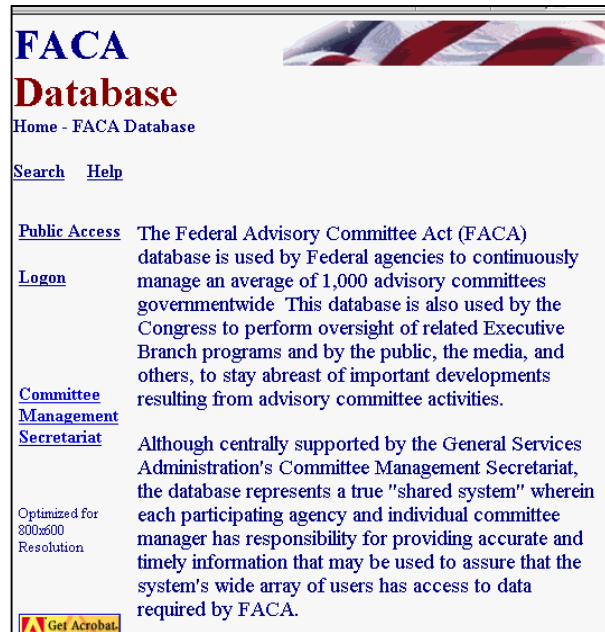 FACA
Database
Home - FACA Database
Search Help
Public Access
Logon
Committee
Management
Secretariat
Optimized for
800x600
Resolution
Get Acrobat
The Federal Advisory Committee Act (FACA)
database is used by Federal agencies to continuously
manage an average of 1,000 advisory committees
governmentwide This database is also used by the
Congress to perform oversight of related Executive
Branch programs and by the public, the media, and
others, to stay abreast of important developments
resulting from advisory committee activities.
Although centrally supported by the General Services
Administration's Committee Management Secretariat,
the database represents a true "shared system" wherein
each participating agency and individual committee
manager has responsibility for providing accurate and
timely information that may be used to assure that the
system's wide array of users has access to data
required by FACA.